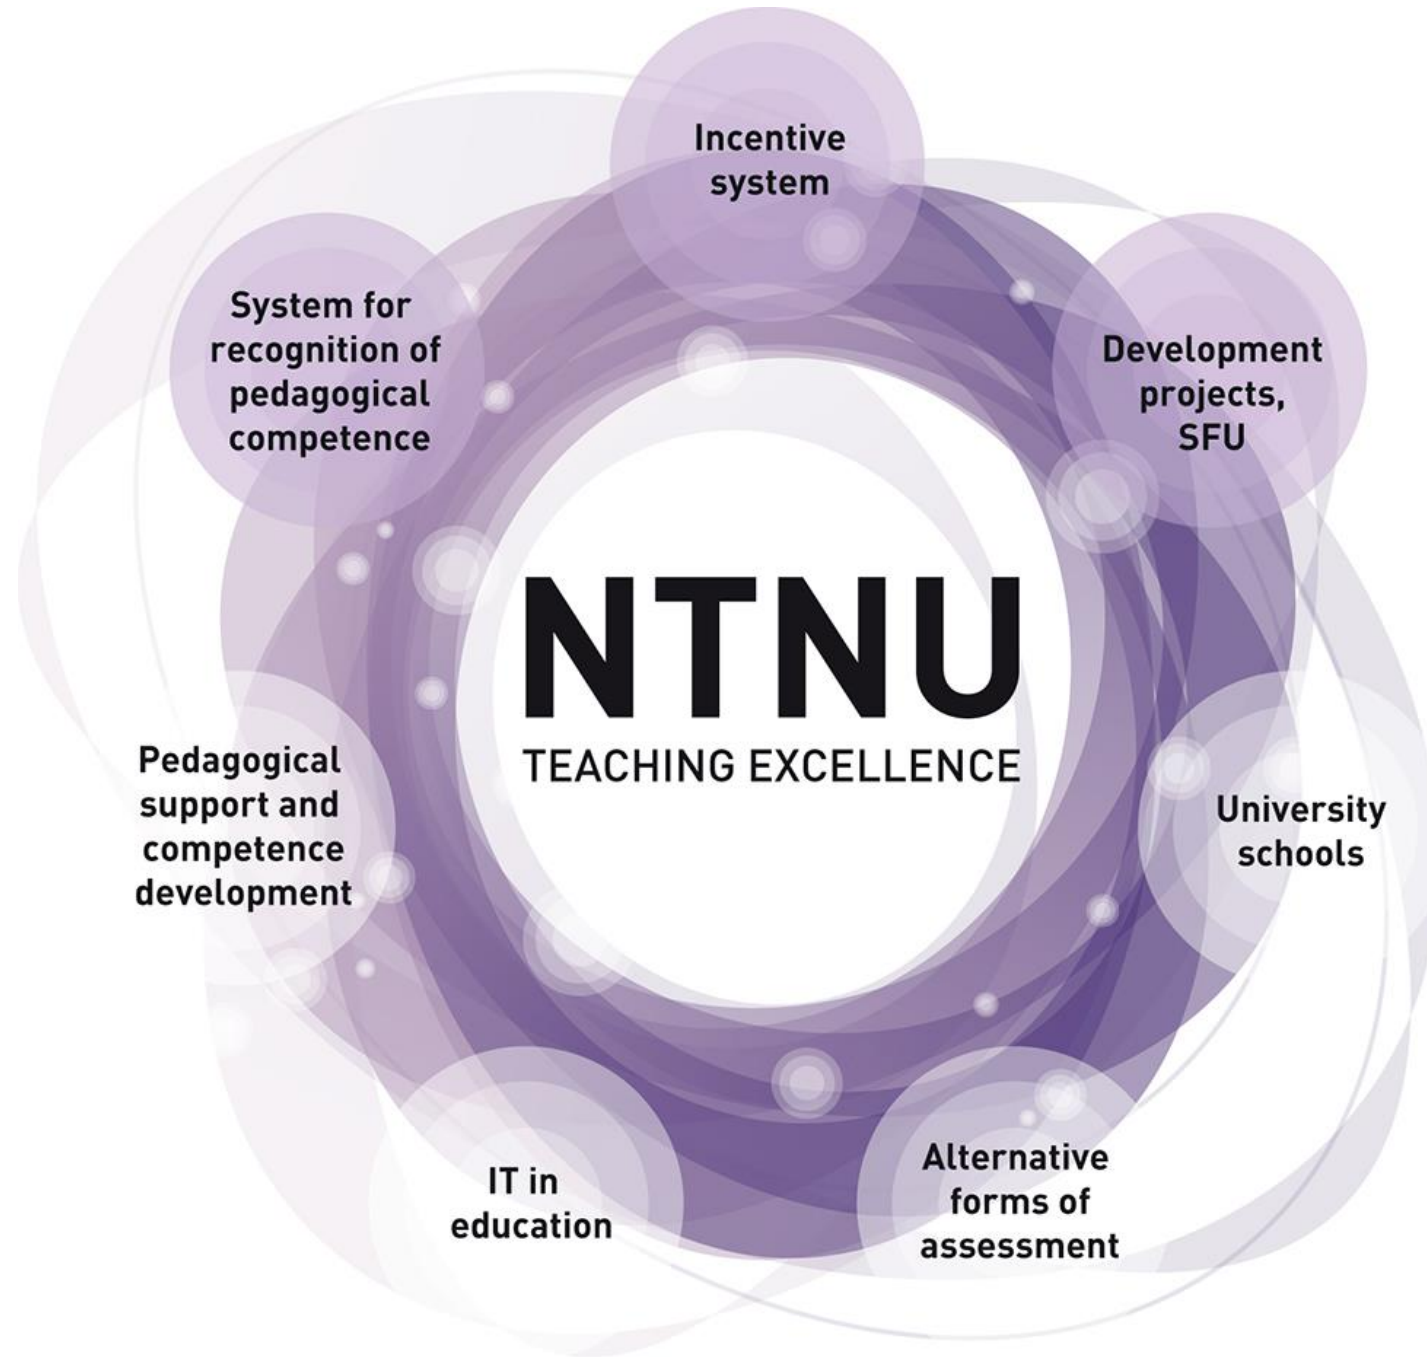 Incentive
system
System for
recognition of
pedagogical
competence
Development
projects,
SFU
NTNU
TEACHING EXCELLENCE
Pedagogical
support and
competence
development
University
schools
IT in
education
Alternative
forms of
assessment